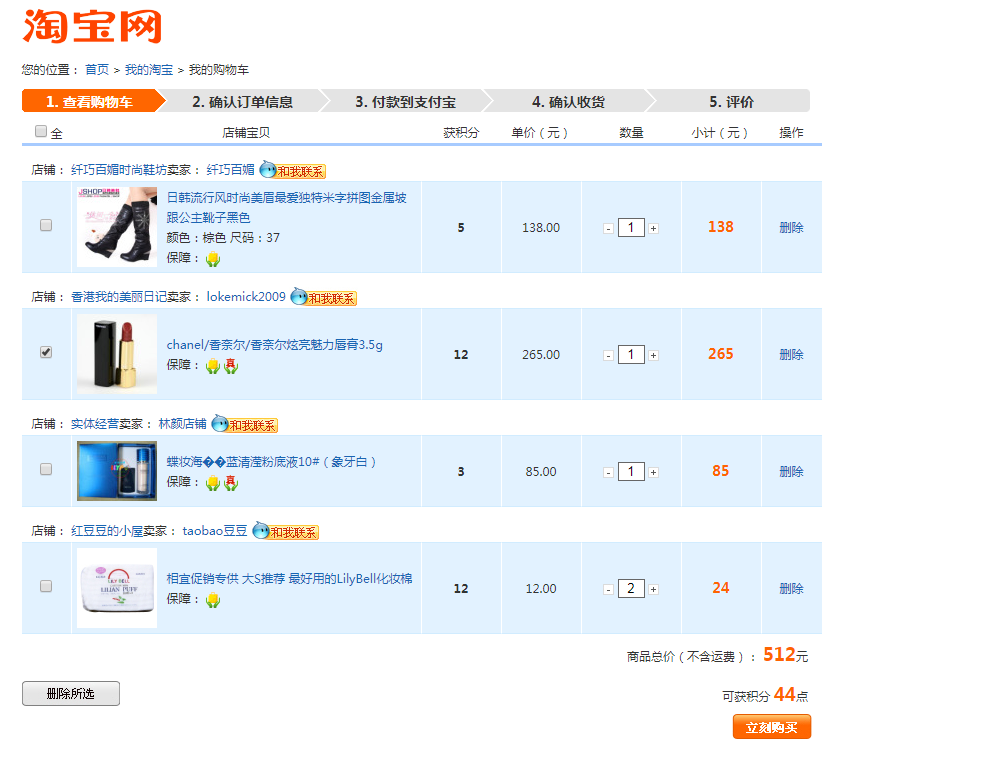 淘宝网
您的位置： 首页 > 我的淘宝 > 我的购物车
1. 查看购物车 2. 确认订单信息 3. 付款到支付宝 4. 确认收货 5. 评价
全 店铺宝贝 获积分 单价（元） 数量 小计（元） 操作
店铺： 纤巧百媚时尚鞋坊卖家： 纤巧百媚 和我联系
JSHOP
日韩流行风时尚美眉最爱独特米字拼图金属坡
跟公主靴子黑色
颜色：棕色 尺码：37
保障：
5 138.00 - 1 + 138 删除
店铺： 香港我的美丽日记卖家： lokemick2009 和我联系
chanel/香奈尔/香奈尔炫亮魅力唇膏3.5g
保障： 真
12 265.00 - 1 + 265 删除
店铺： 实体经营卖家： 林颜店铺 和我联系
蝶妆海��蓝清滢粉底液10#（象牙白）
保障： 真
3 85.00 - 1 + 85 删除
店铺： 红豆豆的小屋卖家： taobao豆豆 和我联系
LILY BELL
LILIAN PUFF
相宜促销专供 大S推荐 最好用的LilyBell化妆棉
保障：
12 12.00 - 2 + 24 删除
商品总价（不含运费）： 512元
删除所选 可获积分 44点
立刻购买